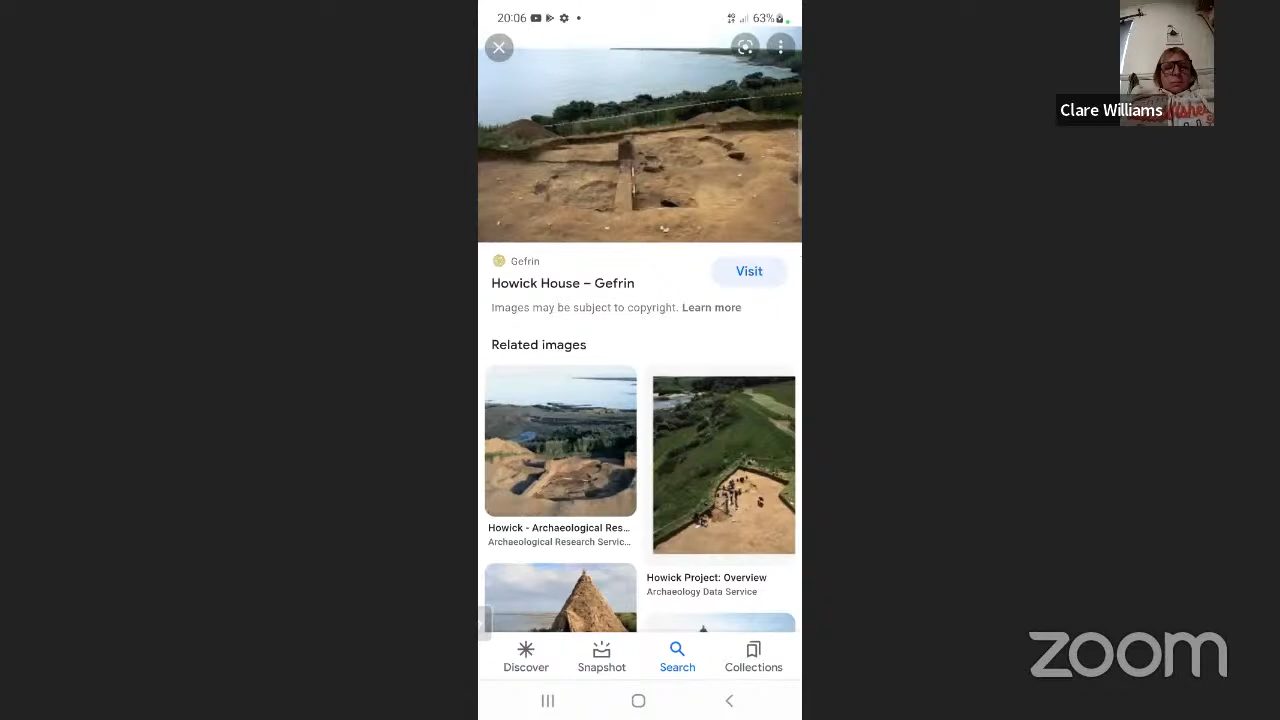 20:06
63%
Clare Williams
Gefrin
Howick House – Gefrin
Visit
Images may be subject to copyright. Learn more
Related images
Howick - Archaeological Res...
Archaeological Research Servic...
Howick Project: Overview
Archaeology Data Service
Discover
Snapshot
Search
Collections
zoom